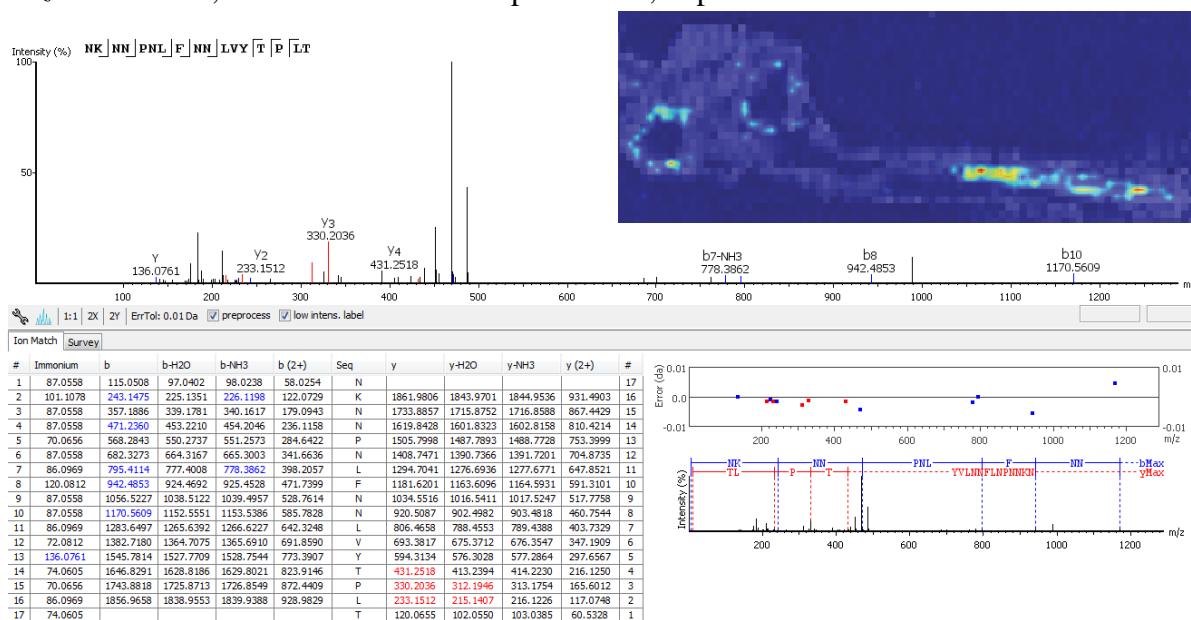 Intensity (%) NK NN PNL F NN LVY T P LT
100
50
Y
136.0761
y2
233.1512
y3
330.2036
y4
431.2518
b7-NH3
778.3862
b8
942.4853
b10
1170.5609
100 200 300 400 500 600 700 800 900 1000 1100 1200
1:1 2X 2Y ErrTol: 0.01 Da preprocess low intens. label
Ion Match Survey
# Immonium b b-H2O b-NH3 b (2+) Seq y y-H2O y-NH3 y (2+) #
1 87.0558 115.0508 97.0402 98.0238 58.0254 N 17
2 101.1078 243.1475 225.1351 226.1198 122.0729 K 1861.9806 1843.9701 1844.9536 931.4903 16
3 87.0558 357.1886 339.1781 340.1617 179.0943 N 1733.8857 1715.8752 1716.8588 867.4429 15
4 87.0558 471.2360 453.2210 454.2046 236.1158 N 1619.8428 1601.8323 1602.8158 810.4214 14
5 70.0656 568.2843 550.2737 551.2573 284.6422 P 1505.7998 1487.7893 1488.7728 753.3999 13
6 87.0558 682.3273 664.3167 665.3003 341.6636 N 1408.7471 1390.7366 1391.7201 704.8735 12
7 86.0969 795.4114 777.4008 778.3862 398.2057 L 1294.7041 1276.6936 1277.6771 647.8521 11
8 120.0812 942.4853 924.4692 925.4528 471.7399 F 1181.6201 1163.6096 1164.5931 591.3101 10
9 87.0558 1056.5227 1038.5122 1039.4957 528.7614 N 1034.5516 1016.5411 1017.5247 517.7758 9
10 87.0558 1170.5609 1152.5551 1153.5386 585.7828 N 920.5087 902.4982 903.4818 460.7544 8
11 86.0969 1283.6497 1265.6392 1266.6227 642.3248 L 806.4658 788.4553 789.4388 403.7329 7
12 72.0812 1382.7180 1364.7075 1365.6910 691.8590 V 693.3817 675.3712 676.3547 347.1909 6
13 136.0761 1545.7814 1527.7709 1528.7544 773.3907 Y 594.3134 576.3028 577.2864 297.6567 5
14 74.0605 1646.8291 1628.8186 1629.8021 823.9146 T 431.2518 413.2394 414.2230 216.1250 4
15 70.0656 1743.8818 1725.8713 1726.8549 872.4409 P 330.2036 312.1946 313.1754 165.6012 3
16 86.0969 1856.9658 1838.9553 1839.9388 928.9829 L 233.1512 215.1407 216.1226 117.0748 2
17 74.0605 T 120.0655 102.0550 103.0385 60.5328 1
Error (da)
0.01 0.01
0.0
-0.01 -0.01
200 400 600 800 1000 1200 m/z
NK NN PNL F NN bMax
TL P T YVLNNFLNPNNKN yMax
Intensity (%)
200 400 600 800 1000 1200 m/z